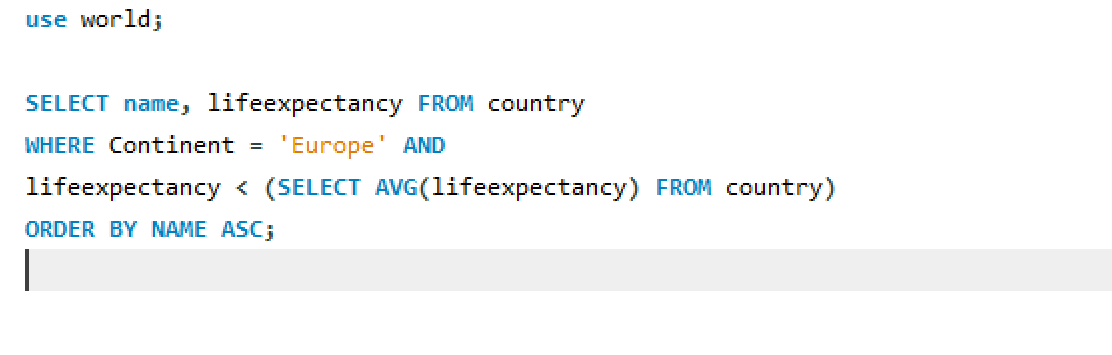 use world;
SELECT name, lifeexpectancy FROM country
WHERE Continent = 'Europe' AND
lifeexpectancy < (SELECT AVG(lifeexpectancy) FROM country)
ORDER BY NAME ASC;